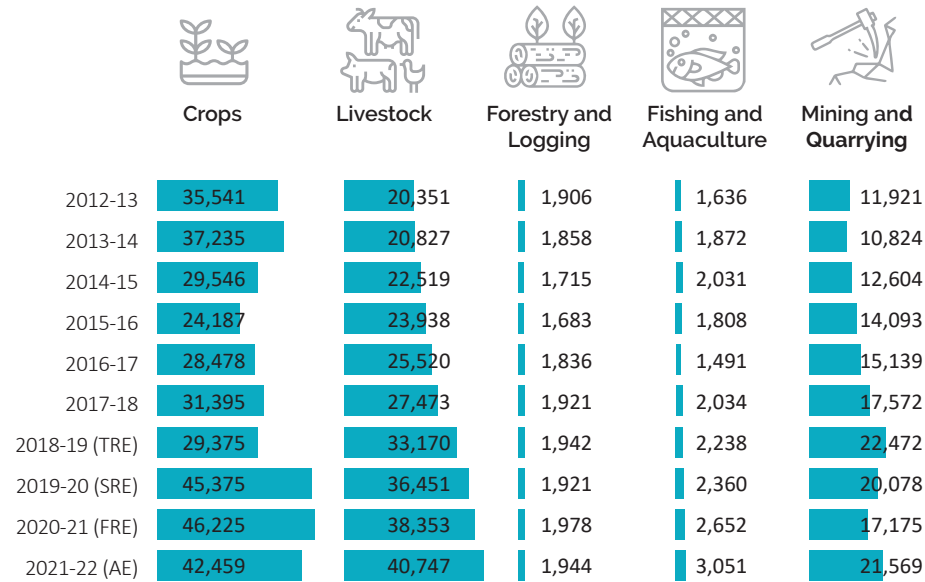 Crops Livestock Forestry and Logging Fishing and Aquaculture Mining and Quarrying
2012-13 35,541 20,351 1,906 1,636 11,921
2013-14 37,235 20,827 1,858 1,872 10,824
2014-15 29,546 22,519 1,715 2,031 12,604
2015-16 24,187 23,938 1,683 1,808 14,093
2016-17 28,478 25,520 1,836 1,491 15,139
2017-18 31,395 27,473 1,921 2,034 17,572
2018-19 (TRE) 29,375 33,170 1,942 2,238 22,472
2019-20 (SRE) 45,375 36,451 1,921 2,360 20,078
2020-21 (FRE) 46,225 38,353 1,978 2,652 17,175
2021-22 (AE) 42,459 40,747 1,944 3,051 21,569